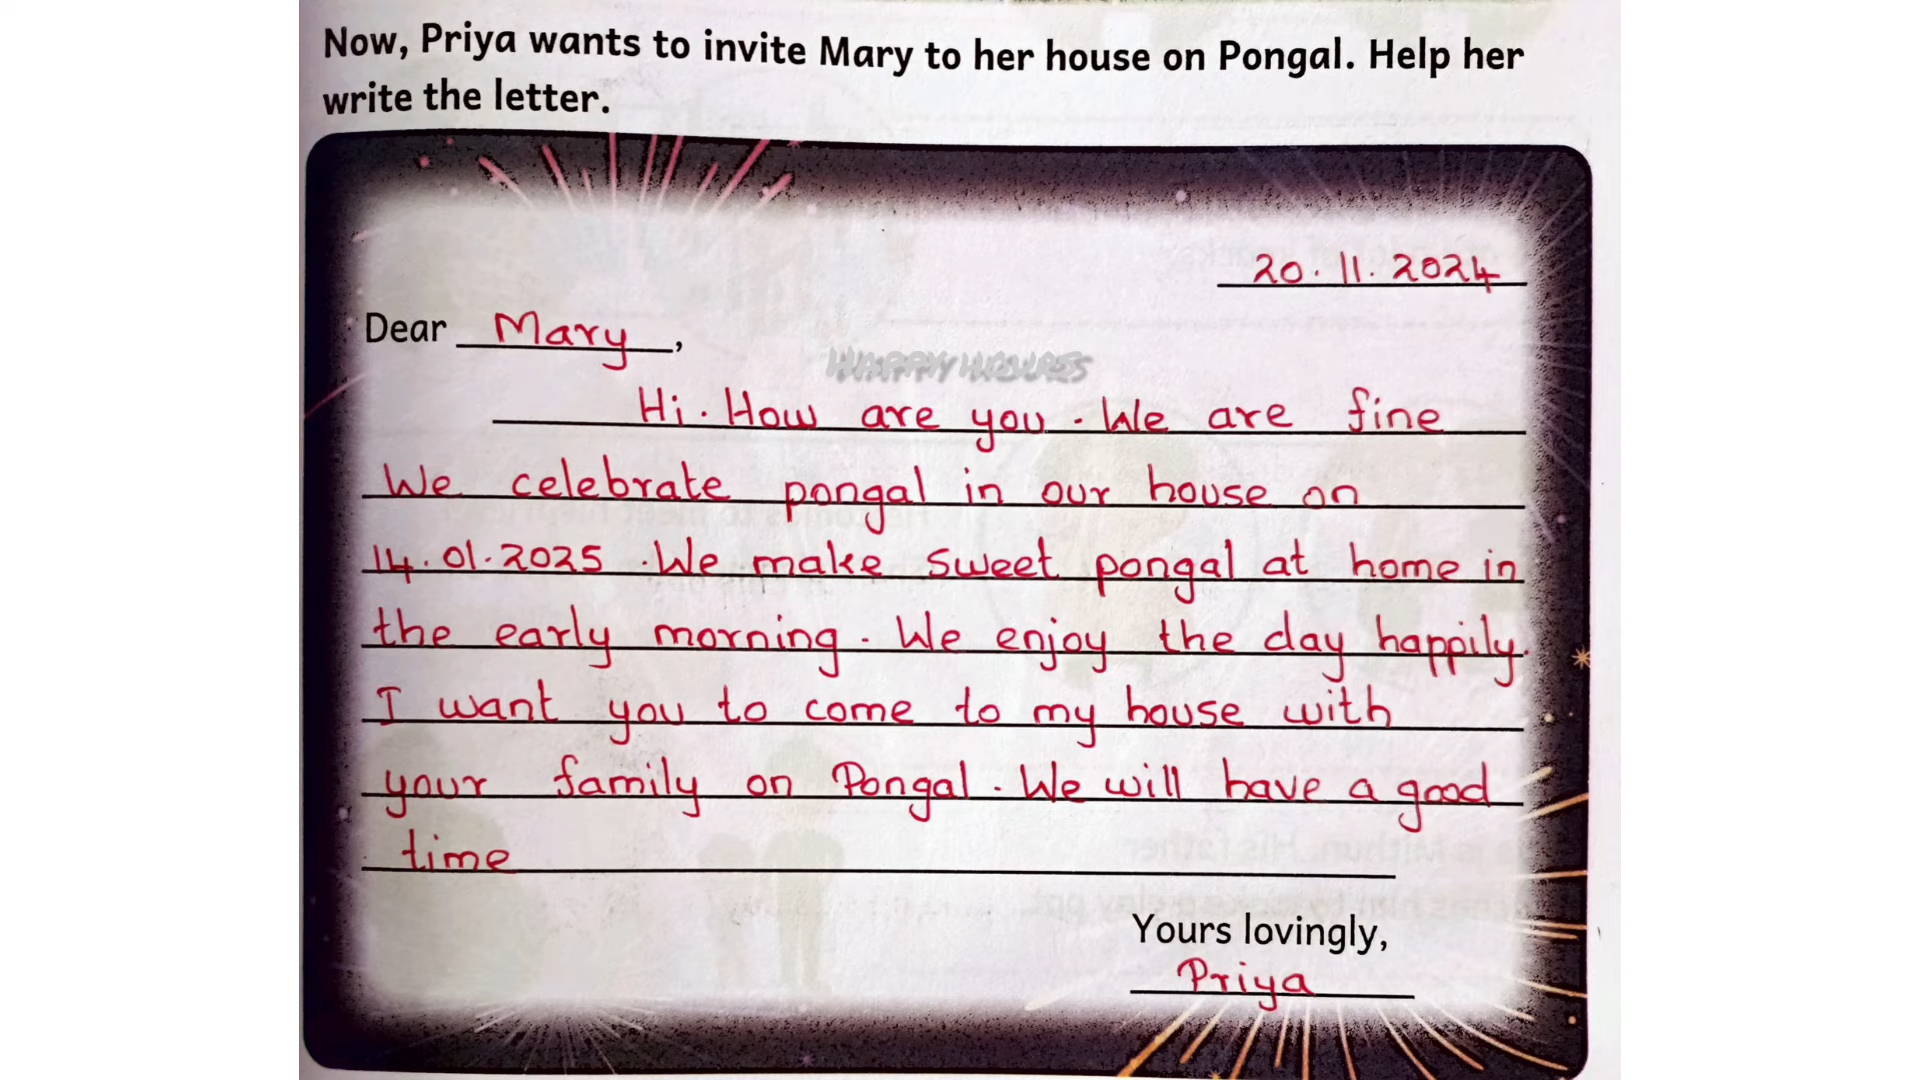 Now, Priya wants to invite Mary to her house on Pongal. Help her
write the letter.
20.11.2024
Dear Mary,
HAPPY HOURS
Hi. How are you. We are fine
We celebrate pongal in our house on
14.01.2025. We make sweet pongal at home in
the early morning. We enjoy the day happily.
I want you to come to my house with
your family on Pongal. We will have a good
time
Yours lovingly,
Priya